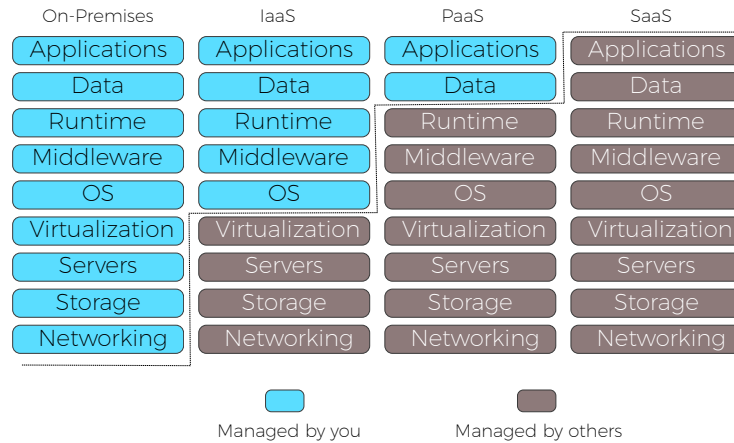 On-Premises IaaS PaaS SaaS
Applications Applications Applications Applications
Data Data Data Data
Runtime Runtime Runtime Runtime
Middleware Middleware Middleware Middleware
OS OS OS OS
Virtualization Virtualization Virtualization Virtualization
Servers Servers Servers Servers
Storage Storage Storage Storage
Networking Networking Networking Networking
Managed by you Managed by others